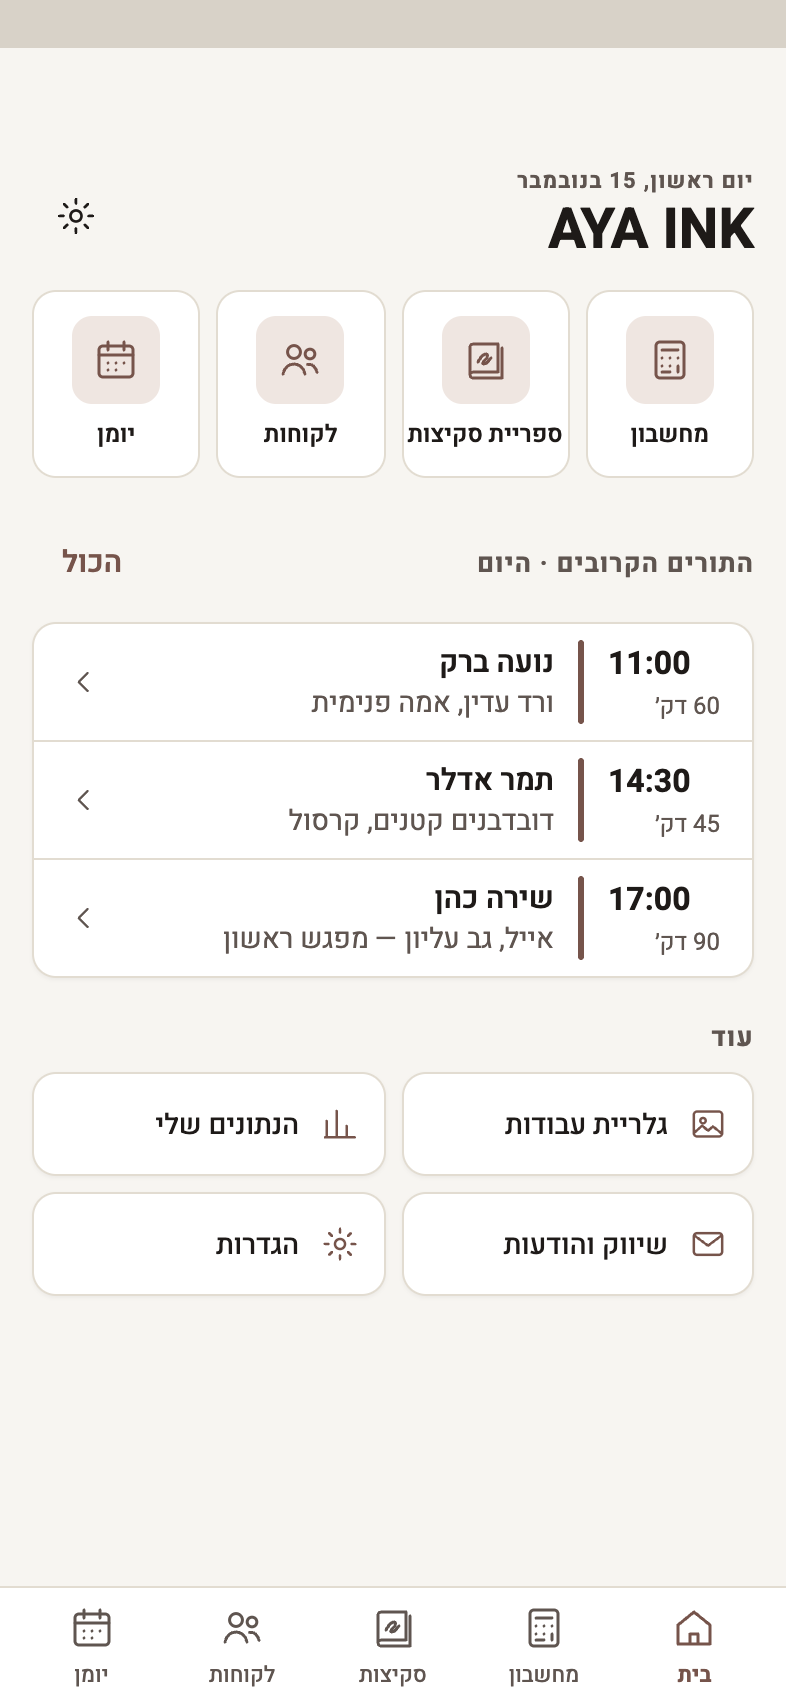 יום ראשון, 15 בנובמבר
AYA INK
מחשבון
ספריית סקיצות
לקוחות
יומן
התורים הקרובים · היום
הכול
11:00
60 דק׳
נועה ברק
ורד עדין, אמה פנימית
14:30
45 דק׳
תמר אדלר
דובדבנים קטנים, קרסול
17:00
90 דק׳
שירה כהן
אייל, גב עליון — מפגש ראשון
עוד
גלריית עבודות
הנתונים שלי
שיווק והודעות
הגדרות
בית
מחשבון
סקיצות
לקוחות
יומן